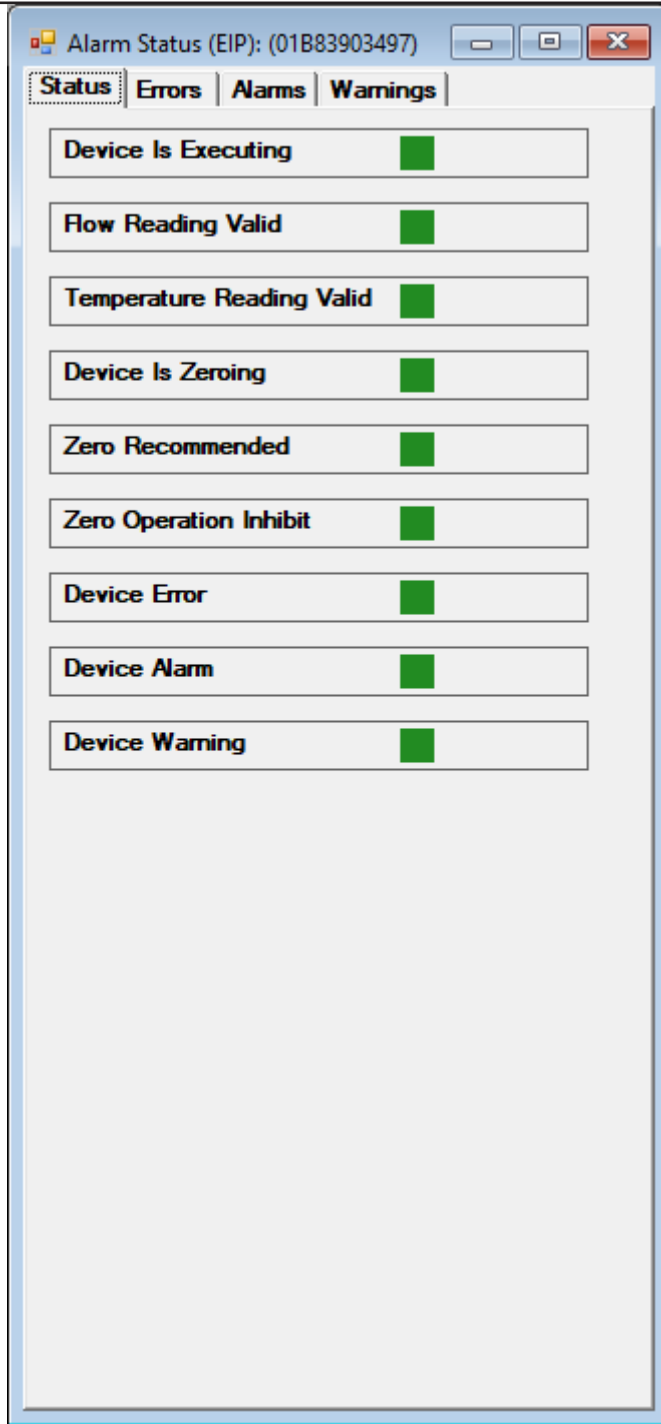 Alarm Status (EIP): (01B83903497)
Status Errors Alarms Warnings
Device Is Executing
Flow Reading Valid
Temperature Reading Valid
Device Is Zeroing
Zero Recommended
Zero Operation Inhibit
Device Error
Device Alarm
Device Warning